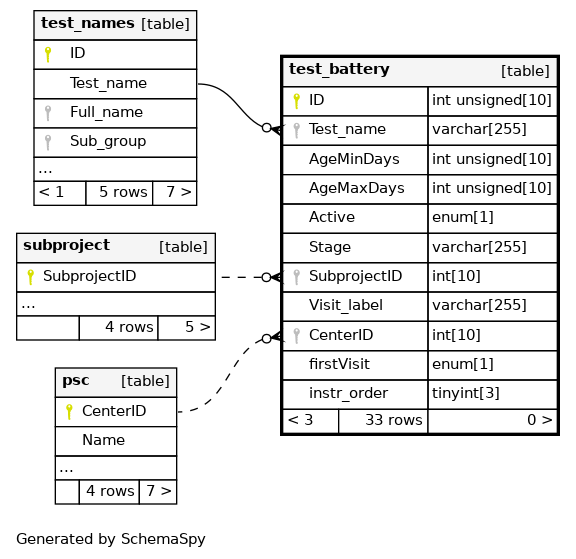 test_names [table]
ID
Test_name
Full_name
Sub_group
...
< 1 5 rows 7 >
test_battery [table]
ID int unsigned[10]
Test_name varchar[255]
AgeMinDays int unsigned[10]
AgeMaxDays int unsigned[10]
Active enum[1]
Stage varchar[255]
SubprojectID int[10]
Visit_label varchar[255]
CenterID int[10]
firstVisit enum[1]
instr_order tinyint[3]
< 3 33 rows 0 >
subproject [table]
SubprojectID
...
4 rows 5 >
psc [table]
CenterID
Name
...
4 rows 7 >
Generated by SchemaSpy